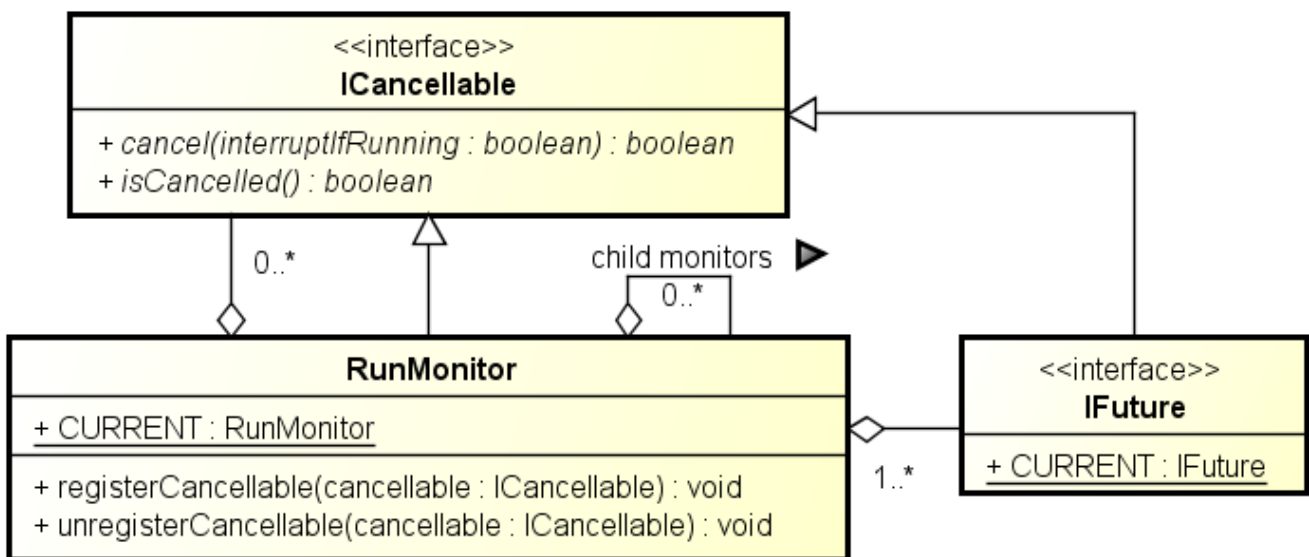 <<interface>>
ICancellable
+ cancel(interruptIfRunning : boolean) : boolean
+ isCancelled() : boolean
0..*
child monitors
0..*
RunMonitor
+ CURRENT : RunMonitor
+ registerCancellable(cancellable : ICancellable) : void
+ unregisterCancellable(cancellable : ICancellable) : void
1..*
<<interface>>
IFuture
+ CURRENT : IFuture